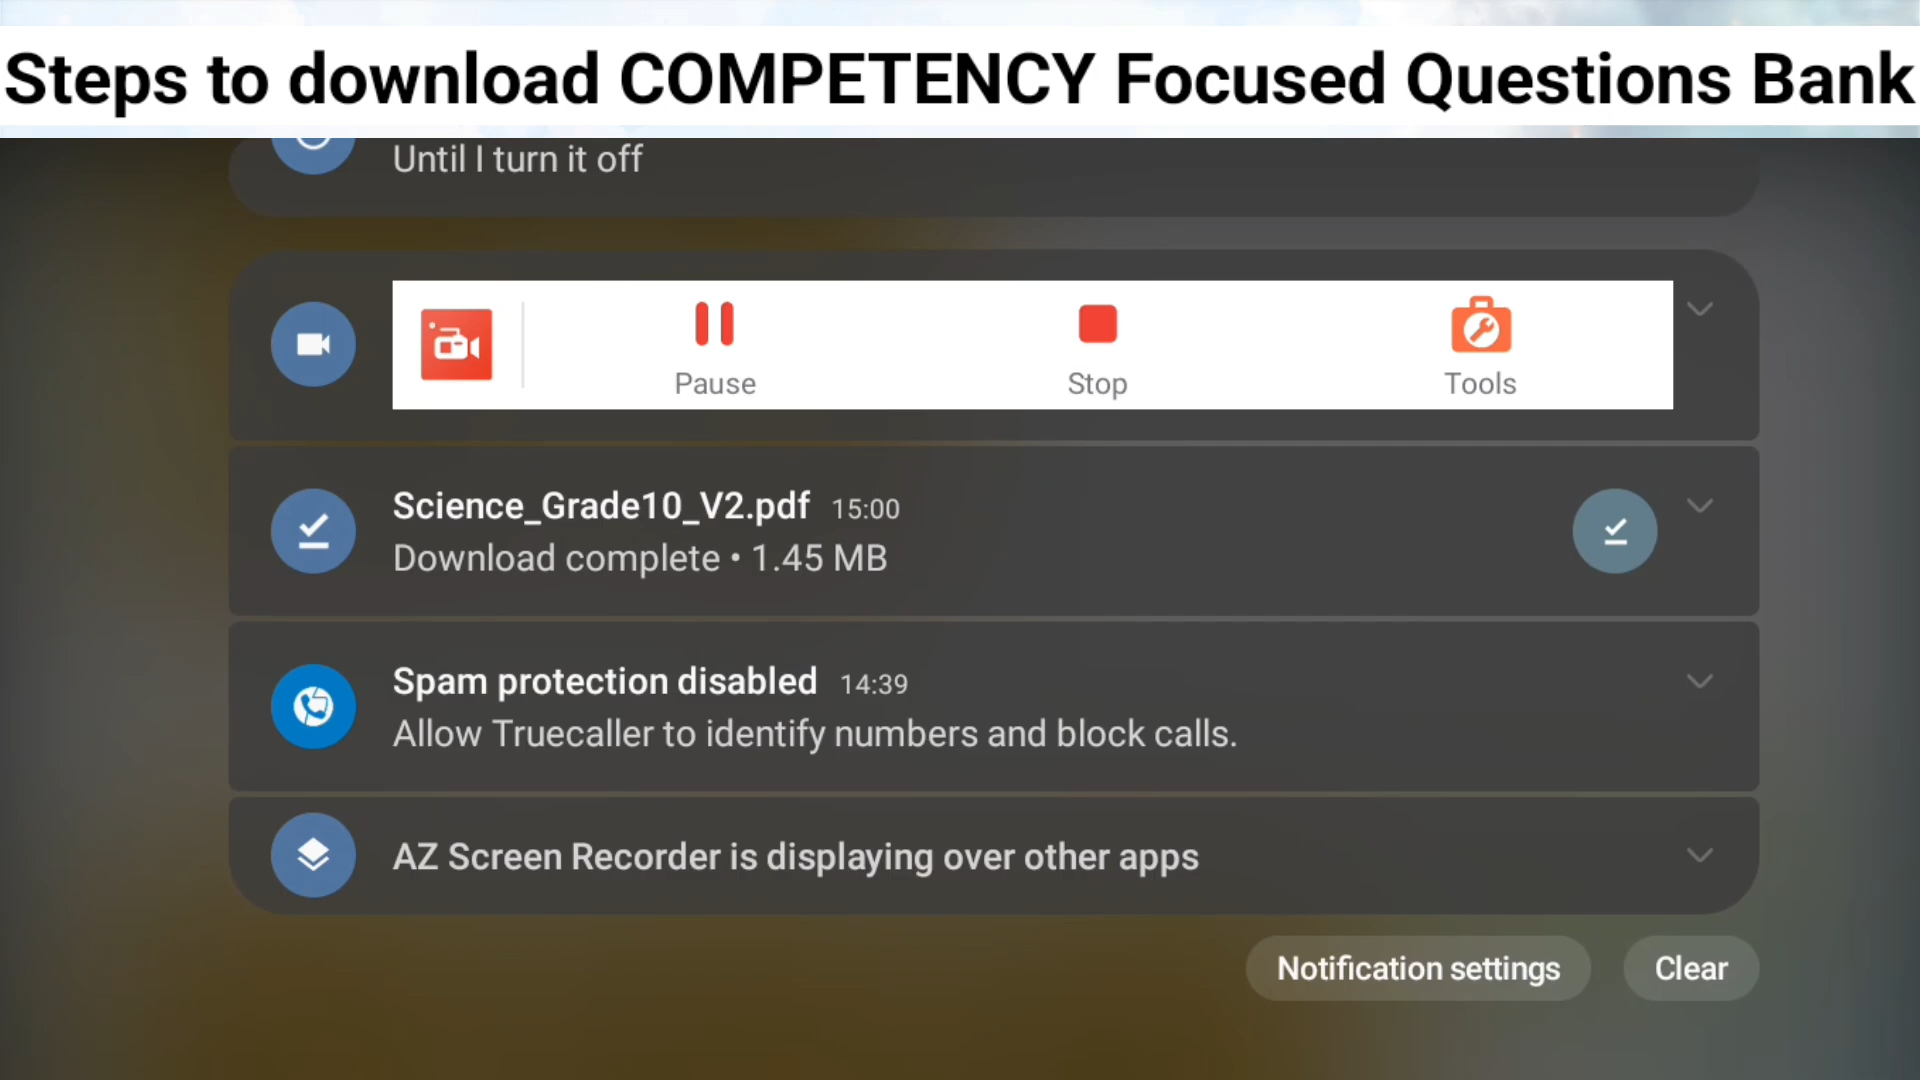 Steps to download COMPETENCY Focused Questions Bank
Until I turn it off
Pause
Stop
Tools
Science_Grade10_V2.pdf 15:00
Download complete • 1.45 MB
Spam protection disabled 14:39
Allow Truecaller to identify numbers and block calls.
AZ Screen Recorder is displaying over other apps
Notification settings
Clear